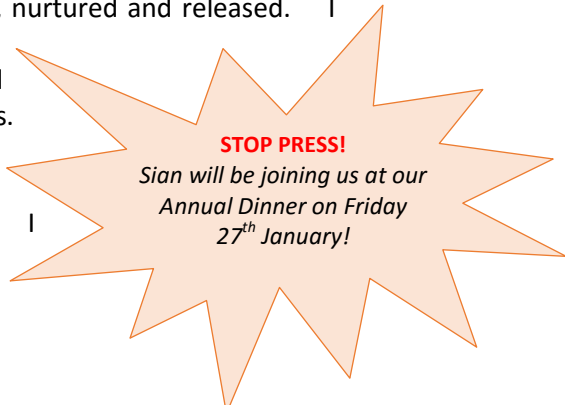 nurtured and released. I
s.
STOP PRESS!
Sian will be joining us at our
Annual Dinner on Friday
27th January!
I